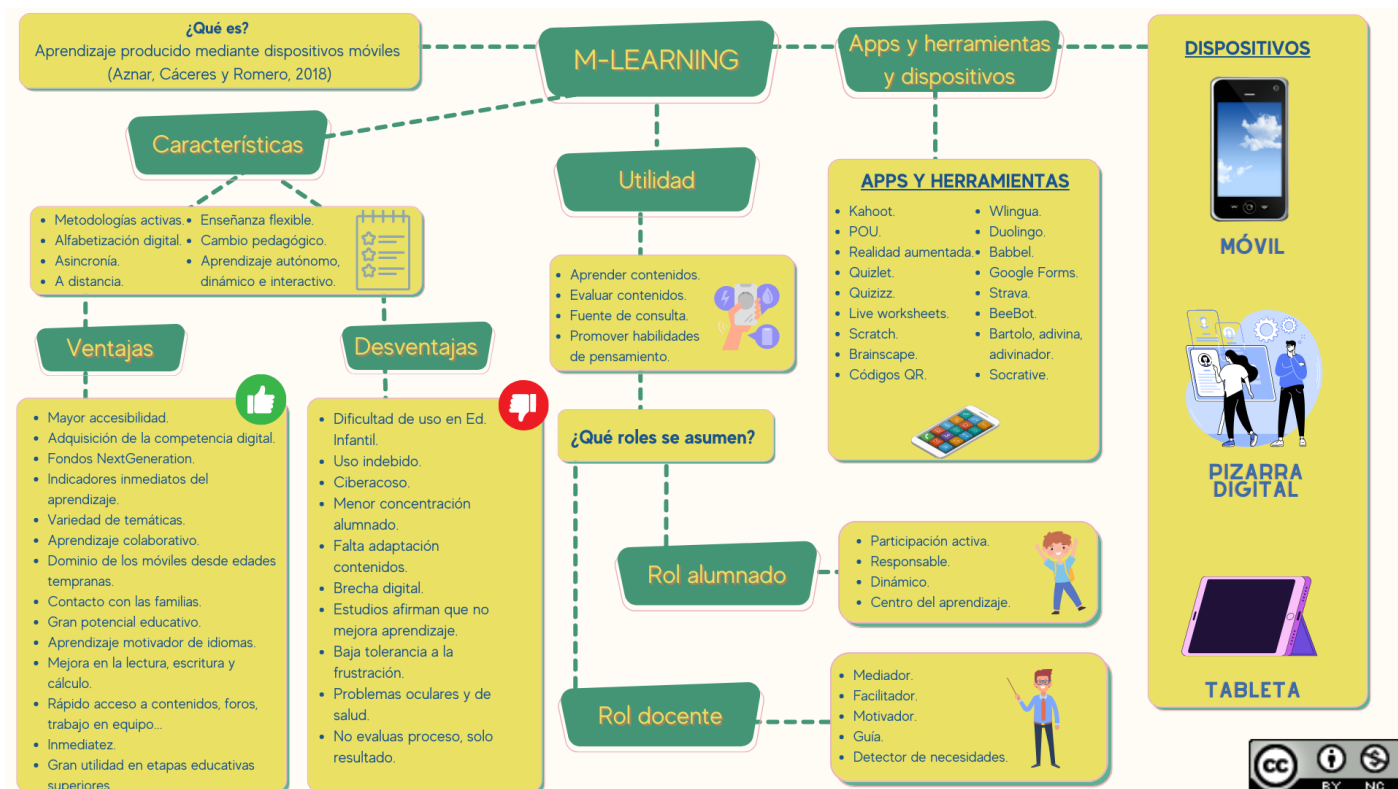 ¿Qué es?
Aprendizaje producido mediante dispositivos móviles
(Aznar, Cáceres y Romero, 2018)
M-LEARNING
Apps y herramientas
y dispositivos
Características
• Metodologías activas.
• Alfabetización digital.
• Asincronía.
• A distancia.
• Enseñanza flexible.
• Cambio pedagógico.
• Aprendizaje autónomo,
dinámico e interactivo.
Ventajas
• Mayor accesibilidad.
• Adquisición de la competencia digital.
• Fondos NextGeneration.
• Indicadores inmediatos del
aprendizaje.
• Variedad de temáticas.
• Aprendizaje colaborativo.
• Dominio de los móviles desde edades
tempranas.
• Contacto con las familias.
• Gran potencial educativo.
• Aprendizaje motivador de idiomas.
• Mejora en la lectura, escritura y
cálculo.
• Rápido acceso a contenidos, foros,
trabajo en equipo...
• Inmediatez.
• Gran utilidad en etapas educativas
superiores
Desventajas
• Dificultad de uso en Ed.
Infantil.
• Uso indebido.
• Ciberacoso.
• Menor concentración
alumnado.
• Falta adaptación
contenidos.
• Brecha digital.
• Estudios afirman que no
mejora aprendizaje.
• Baja tolerancia a la
frustración.
• Problemas oculares y de
salud.
• No evaluas proceso, solo
resultado.
Utilidad
• Aprender contenidos.
• Evaluar contenidos.
• Fuente de consulta.
• Promover habilidades
de pensamiento.
¿Qué roles se asumen?
Rol alumnado
• Participación activa.
• Responsable.
• Dinámico.
• Centro del aprendizaje.
Rol docente
• Mediador.
• Facilitador.
• Motivador.
• Guía.
• Detector de necesidades.
APPS Y HERRAMIENTAS
• Kahoot.
• POU.
• Realidad aumentada.
• Quizlet.
• Quizizz.
• Live worksheets.
• Scratch.
• Brainscape.
• Códigos QR.
• Wlingua.
• Duolingo.
• Babbel.
• Google Forms.
• Strava.
• BeeBot.
• Bartolo, adivina,
adivinador.
• Socrative.
DISPOSITIVOS
MÓVIL
PIZARRA
DIGITAL
TABLETA
cc
BY NC